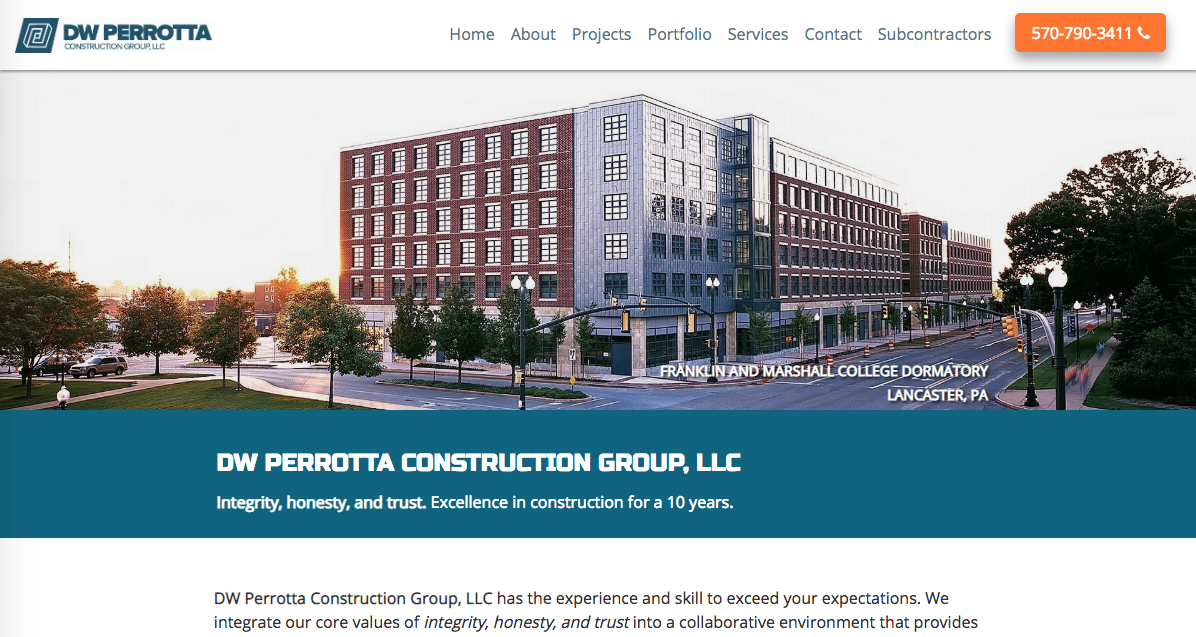 DW PERROTTA
CONSTRUCTION GROUP, LLC
Home About Projects Portfolio Services Contact Subcontractors 570-790-3411
FRANKLIN AND MARSHALL COLLEGE DORMATORY
LANCASTER, PA
DW PERROTTA CONSTRUCTION GROUP, LLC
Integrity, honesty, and trust. Excellence in construction for a 10 years.
DW Perrotta Construction Group, LLC has the experience and skill to exceed your expectations. We
integrate our core values of integrity, honesty, and trust into a collaborative environment that provides